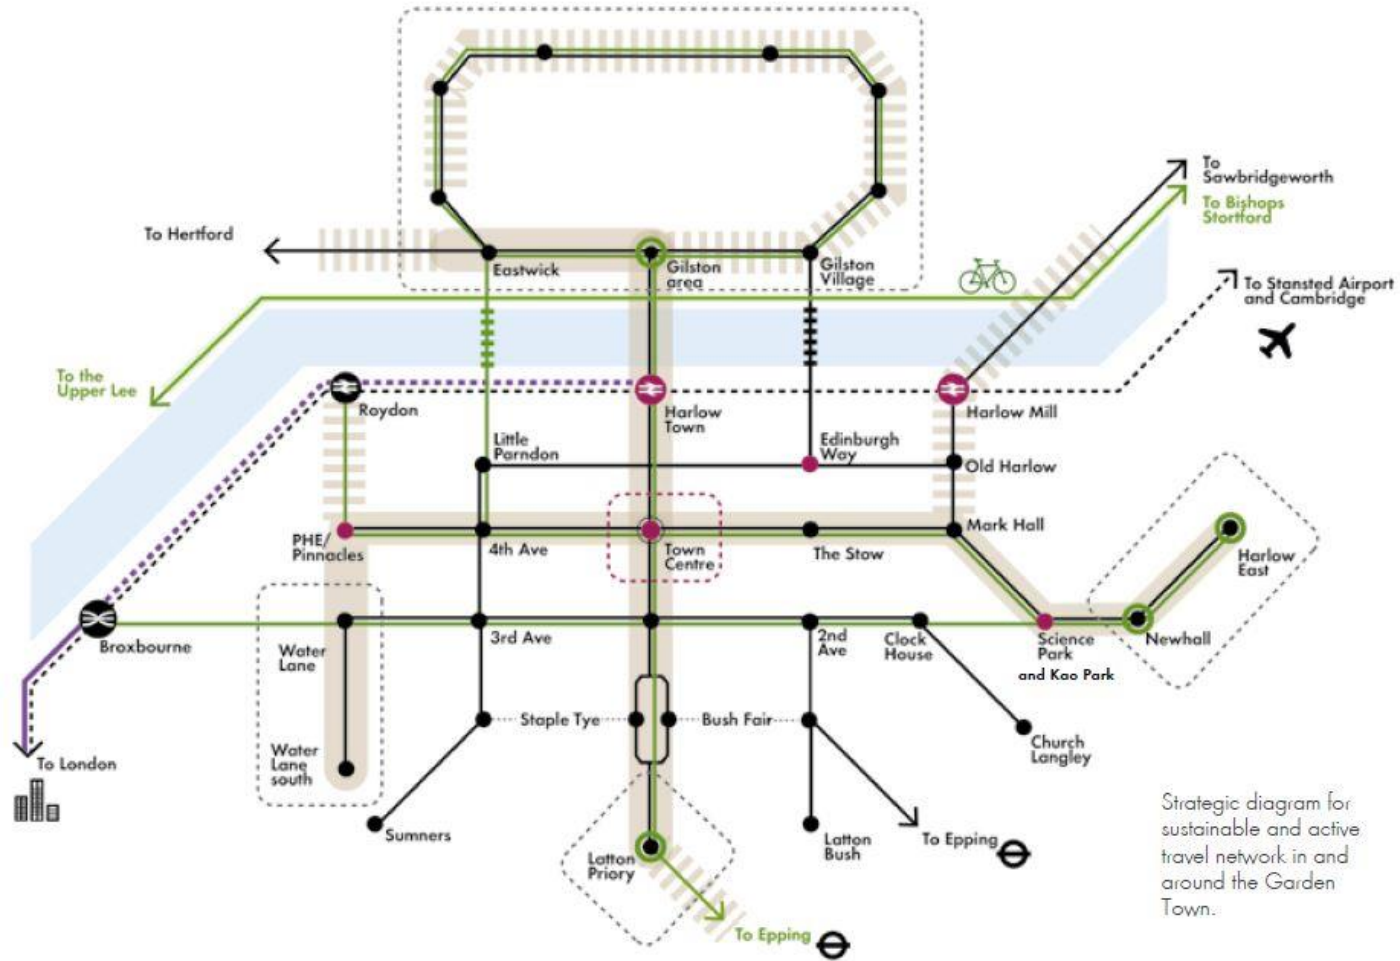 To
Sawbridgeworth
To Bishops
Stortford
To Hertford
Eastwick
Gilston
area
Gilston
Village
To Stansted Airport
and Cambridge
To the
Upper Lee
Roydon
Harlow
Town
Harlow Mill
Little
Parndon
Edinburgh
Way
Old Harlow
PHE/
Pinnacles
4th Ave
Town
Centre
The Stow
Mark Hall
Harlow
East
Broxbourne
Water
Lane
3rd Ave
2nd
Ave
Clock
House
Science
Park
and Kao Park
Newhall
Staple Tye
Bush Fair
Water
Lane
south
Church
Langley
To London
Sumners
Latton
Priory
Latton
Bush
To Epping
To Epping
Strategic diagram for
sustainable and active
travel network in and
around the Garden
Town.